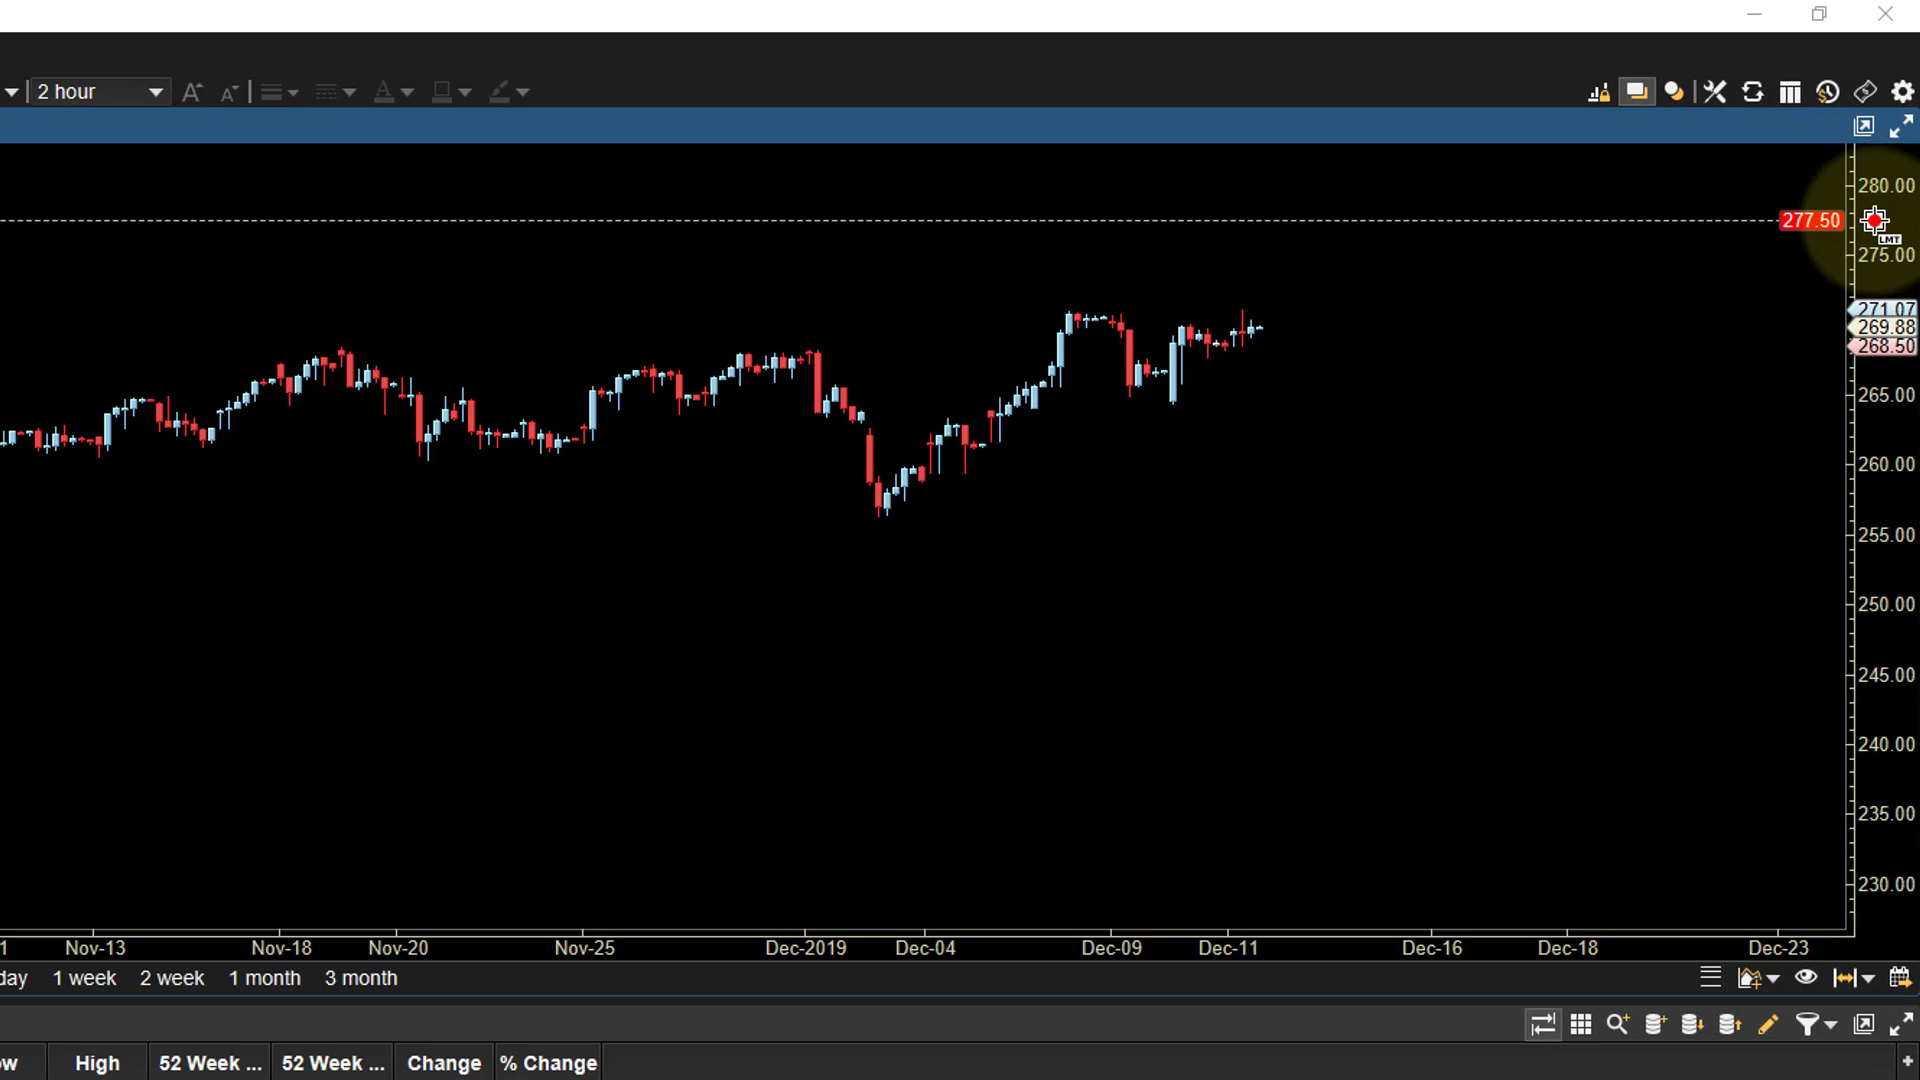 2 hour
280.00
277.50
LMT
275.00
271.07
269.88
268.50
265.00
260.00
255.00
250.00
245.00
240.00
235.00
230.00
1 Nov-13 Nov-18 Nov-20 Nov-25 Dec-2019 Dec-04 Dec-09 Dec-11 Dec-16 Dec-18 Dec-23
day 1 week 2 week 1 month 3 month
ow High 52 Week ... 52 Week ... Change % Change